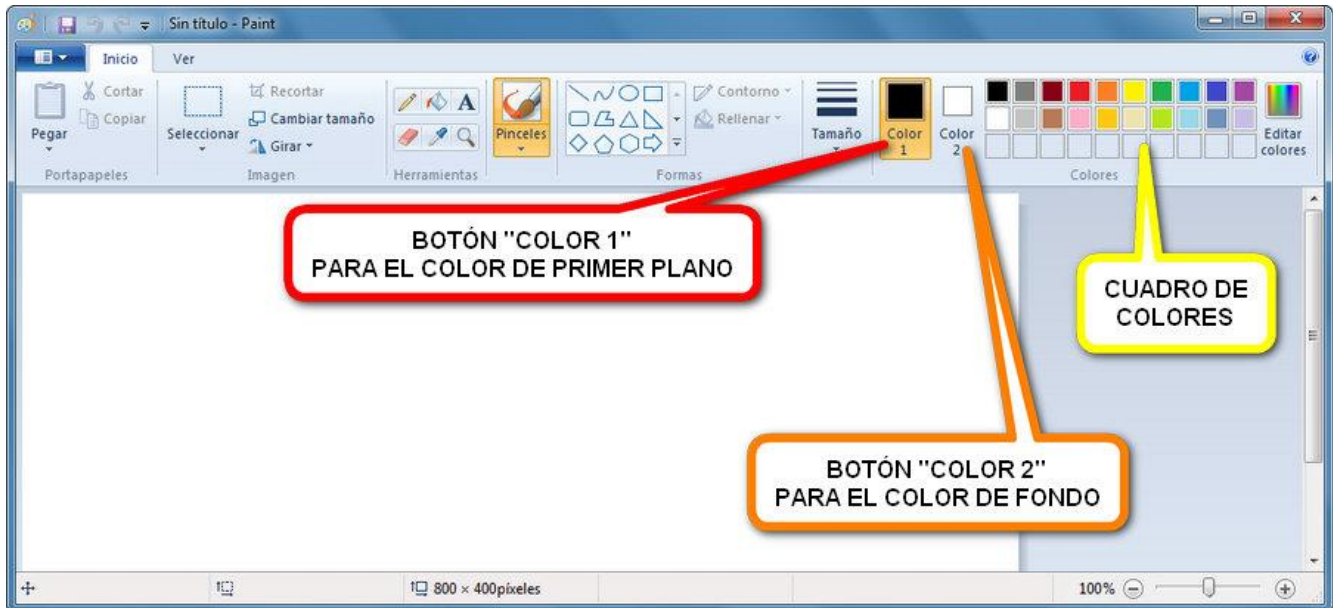 Sin título - Paint
Inicio Ver
Cortar
Copiar
Pegar
Portapapeles
Seleccionar
Recortar
Cambiar tamaño
Girar
Imagen
A
Herramientas
Pinceles
Contorno
Rellenar
Formas
Tamaño
Color
1
Color
2
Editar
colores
Colores
BOTÓN "COLOR 1"
PARA EL COLOR DE PRIMER PLANO
CUADRO DE
COLORES
BOTÓN "COLOR 2"
PARA EL COLOR DE FONDO
800 × 400píxeles
100%